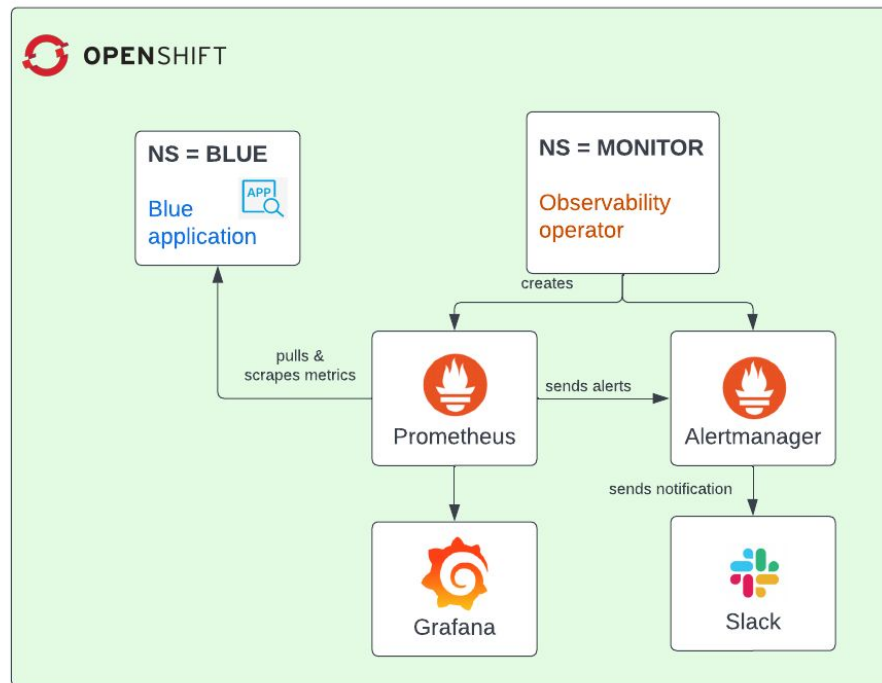 OPENSHIFT
NS = BLUE
APP
Blue
application
NS = MONITOR
Observability
operator
creates
pulls &
scrapes metrics
Prometheus
sends alerts
Alertmanager
sends notification
Grafana
Slack